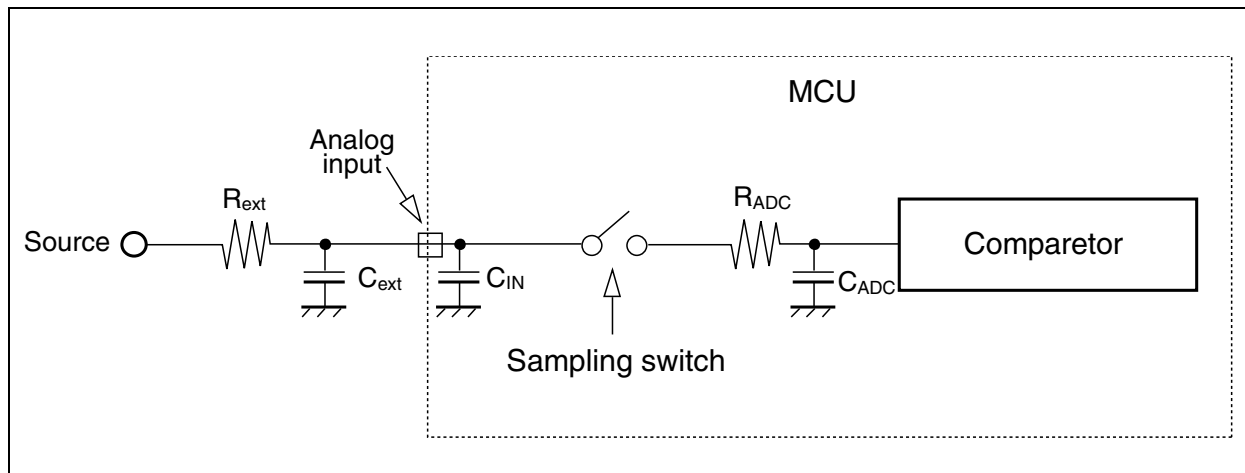 MCU
Analog
input
Rext
RADC
Source
Comparetor
Cext
CIN
CADC
Sampling switch